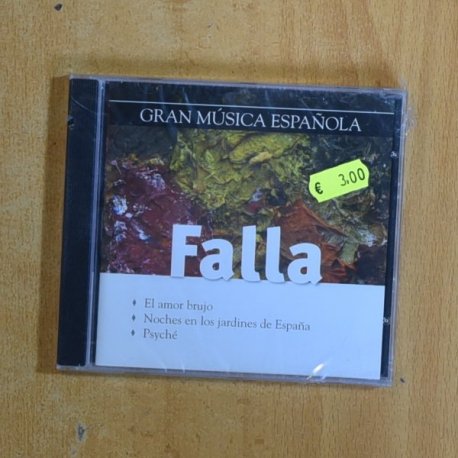 GRAN MÚSICA ESPAÑOLA
€ 3.00
Falla
♦ El amor brujo
♦ Noches en los jardines de España
♦ Psyché